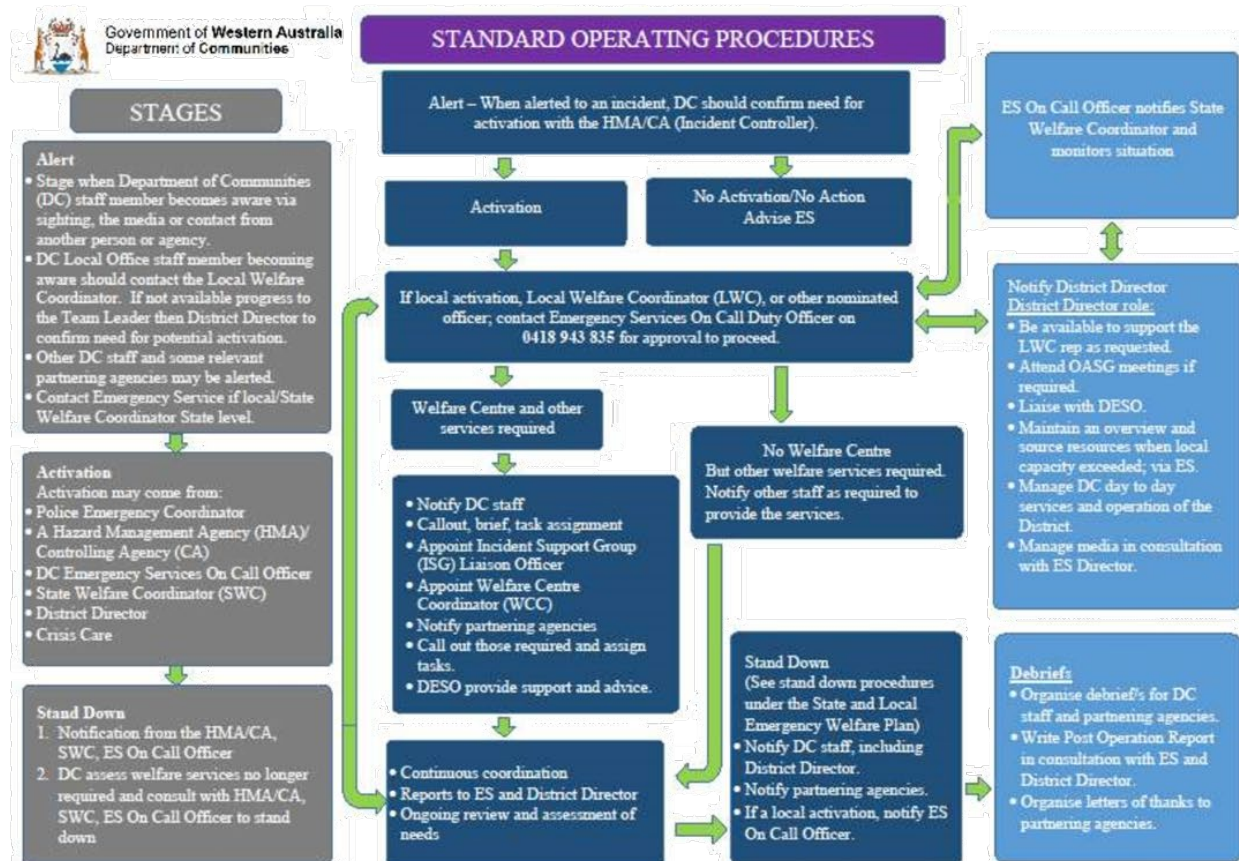 Government of Western Australia
Department of Communities
STANDARD OPERATING PROCEDURES
STAGES
Alert
• Stage when Department of Communities
(DC) staff member becomes aware via
sighting, the media or contact from
another person or agency.
• DC Local Office staff member becoming
aware should contact the Local Welfare
Coordinator. If not available progress to
the Team Leader then District Director to
confirm need for potential activation.
• Other DC staff and some relevant
partnering agencies may be alerted.
• Contact Emergency Service if local/State
Welfare Coordinator State level.
Activation
Activation may come from:
• Police Emergency Coordinator
• A Hazard Management Agency (HMA)/
Controlling Agency (CA)
• DC Emergency Services On Call Officer
• State Welfare Coordinator (SWC)
• District Director
• Crisis Care
Stand Down
1. Notification from the HMA/CA,
SWC, ES On Call Officer
2. DC assess welfare services no longer
required and consult with HMA/CA,
SWC, ES On Call Officer to stand
down
Alert – When alerted to an incident, DC should confirm need for
activation with the HMA/CA (Incident Controller).
Activation
No Activation/No Action
Advise ES
If local activation, Local Welfare Coordinator (LWC), or other nominated
officer; contact Emergency Services On Call Duty Officer on
0418 943 835 for approval to proceed.
Welfare Centre and other
services required
No Welfare Centre
But other welfare services required.
Notify other staff as required to
provide the services.
• Notify DC staff
• Callout, brief, task assignment
• Appoint Incident Support Group
(ISG) Liaison Officer
• Appoint Welfare Centre
Coordinator (WCC)
• Notify partnering agencies
• Call out those required and assign
tasks.
• DESO provide support and advice.
• Continuous coordination
• Reports to ES and District Director
• Ongoing review and assessment of
needs
Stand Down
(See stand down procedures
under the State and Local
Emergency Welfare Plan)
• Notify DC staff, including
District Director.
• Notify partnering agencies.
• If a local activation, notify ES
On Call Officer.
ES On Call Officer notifies State
Welfare Coordinator and
monitors situation
Notify District Director
District Director role:
• Be available to support the
LWC rep as requested.
• Attend OASG meetings if
required.
• Liaise with DESO.
• Maintain an overview and
source resources when local
capacity exceeded; via ES.
• Manage DC day to day
services and operation of the
District.
• Manage media in consultation
with ES Director.
Debriefs
• Organise debrief/s for DC
staff and partnering agencies.
• Write Post Operation Report
in consultation with ES and
District Director.
• Organise letters of thanks to
partnering agencies.